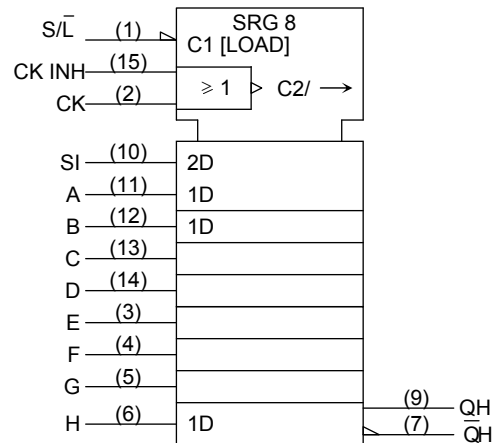 SRG 8
S/L̅ (1) C1 [LOAD]
CK INH (15)
≥ 1 C2/ →
CK (2)
SI (10) 2D
A (11) 1D
B (12) 1D
C (13)
D (14)
E (3)
F (4)
G (5)
(9) QH
H (6) 1D
(7) Q̅H